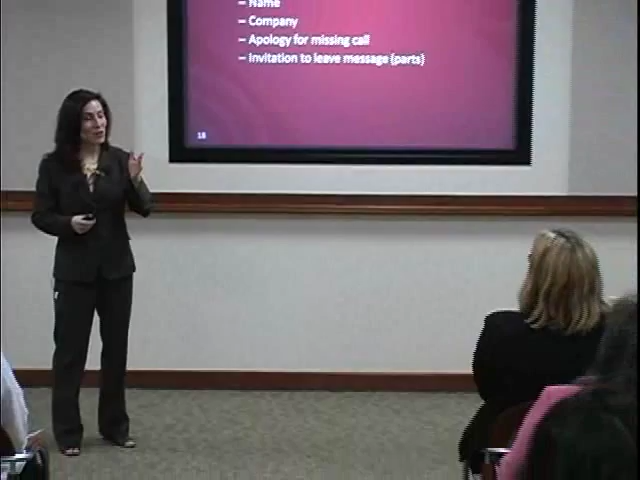 – Name
– Company
– Apology for missing call
– Invitation to leave message (parts)
18